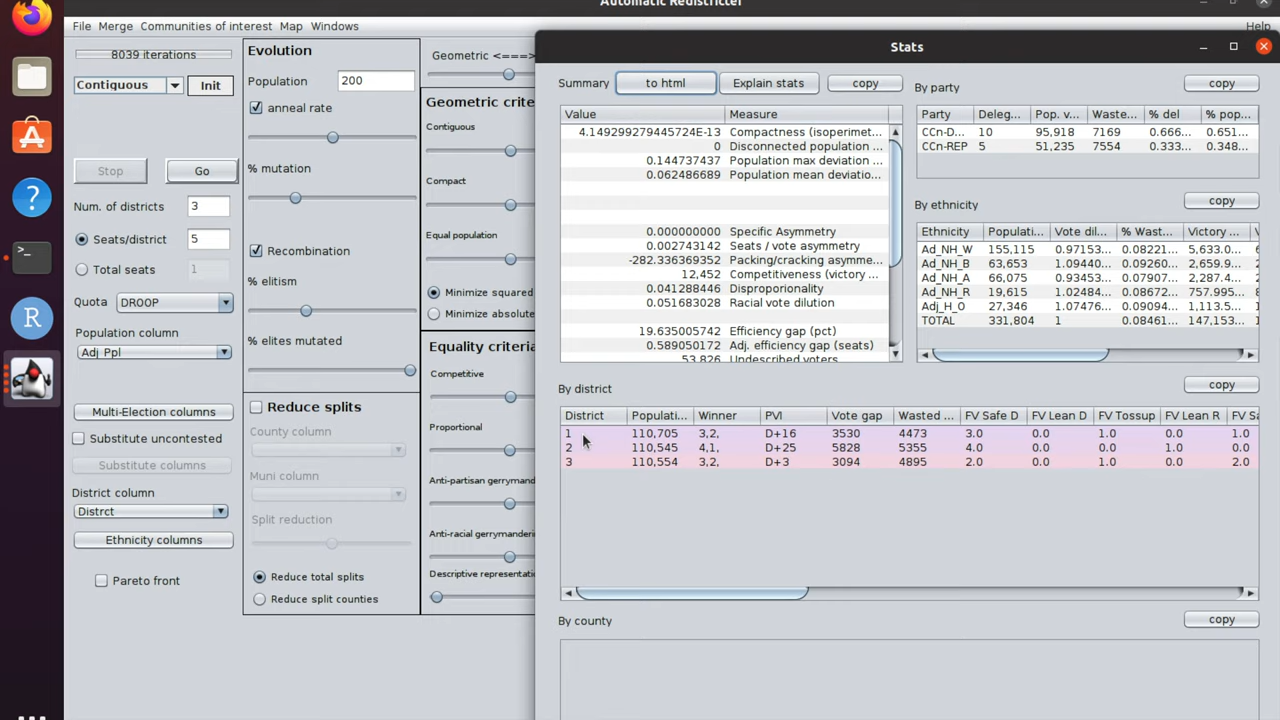 Automatic Redistricter
File Merge Communities of interest Map Windows Help
8039 iterations
Contiguous Init
Stop Go
Num. of districts 3
Seats/district 5
Total seats 1
Quota DROOP
Population column
Adj Ppl
Multi-Election columns
Substitute uncontested
Substitute columns
District column
Distrct
Ethnicity columns
Pareto front
Evolution
Population 200
anneal rate
% mutation
Recombination
% elitism
% elites mutated
Reduce splits
County column
Muni column
Split reduction
Reduce total splits
Reduce split counties
Geometric <===>
Geometric crite
Contiguous
Compact
Equal population
Minimize squared
Minimize absolute
Equality criteria
Competitive
Proportional
Anti-partisan gerrymand
Anti-racial gerrymanderi
Descriptive representati
Stats
Summary to html Explain stats copy
Value Measure
4.149299279445724E-13 Compactness (isoperimet...
0 Disconnected population ...
0.144737437 Population max deviation ...
0.062486689 Population mean deviatio...
0.000000000 Specific Asymmetry
0.002743142 Seats / vote asymmetry
-282.336369352 Packing/cracking asymme...
12,452 Competitiveness (victory ...
0.041288446 Disproporionality
0.051683028 Racial vote dilution
19.635005742 Efficiency gap (pct)
0.589050172 Adj. efficiency gap (seats)
53,826 Undescribed voters
By party copy
Party Deleg... Pop. v... Waste... % del % pop...
CCn-D... 10 95,918 7169 0.666... 0.651...
CCn-REP 5 51,235 7554 0.333... 0.348...
By ethnicity copy
Ethnicity Populati... Vote dil... % Wast... Victory ...
Ad_NH_W 155,115 0.97153... 0.08221... 5,633.0...
Ad_NH_B 63,653 1.09440... 0.09260... 2,659.9...
Ad_NH_A 66,075 0.93453... 0.07907... 2,287.4...
Ad_NH_R 19,615 1.02484... 0.08672... 757.995...
Adj_H_O 27,346 1.07476... 0.09094... 1,113.5...
TOTAL 331,804 1 0.08461... 147,153...
By district copy
District Populati... Winner PVI Vote gap Wasted ... FV Safe D FV Lean D FV Tossup FV Lean R FV Sa
1 110,705 3,2, D+16 3530 4473 3.0 0.0 1.0 0.0 1.0
2 110,545 4,1, D+25 5828 5355 4.0 0.0 0.0 1.0 0.0
3 110,554 3,2, D+3 3094 4895 2.0 0.0 1.0 0.0 2.0
By county copy